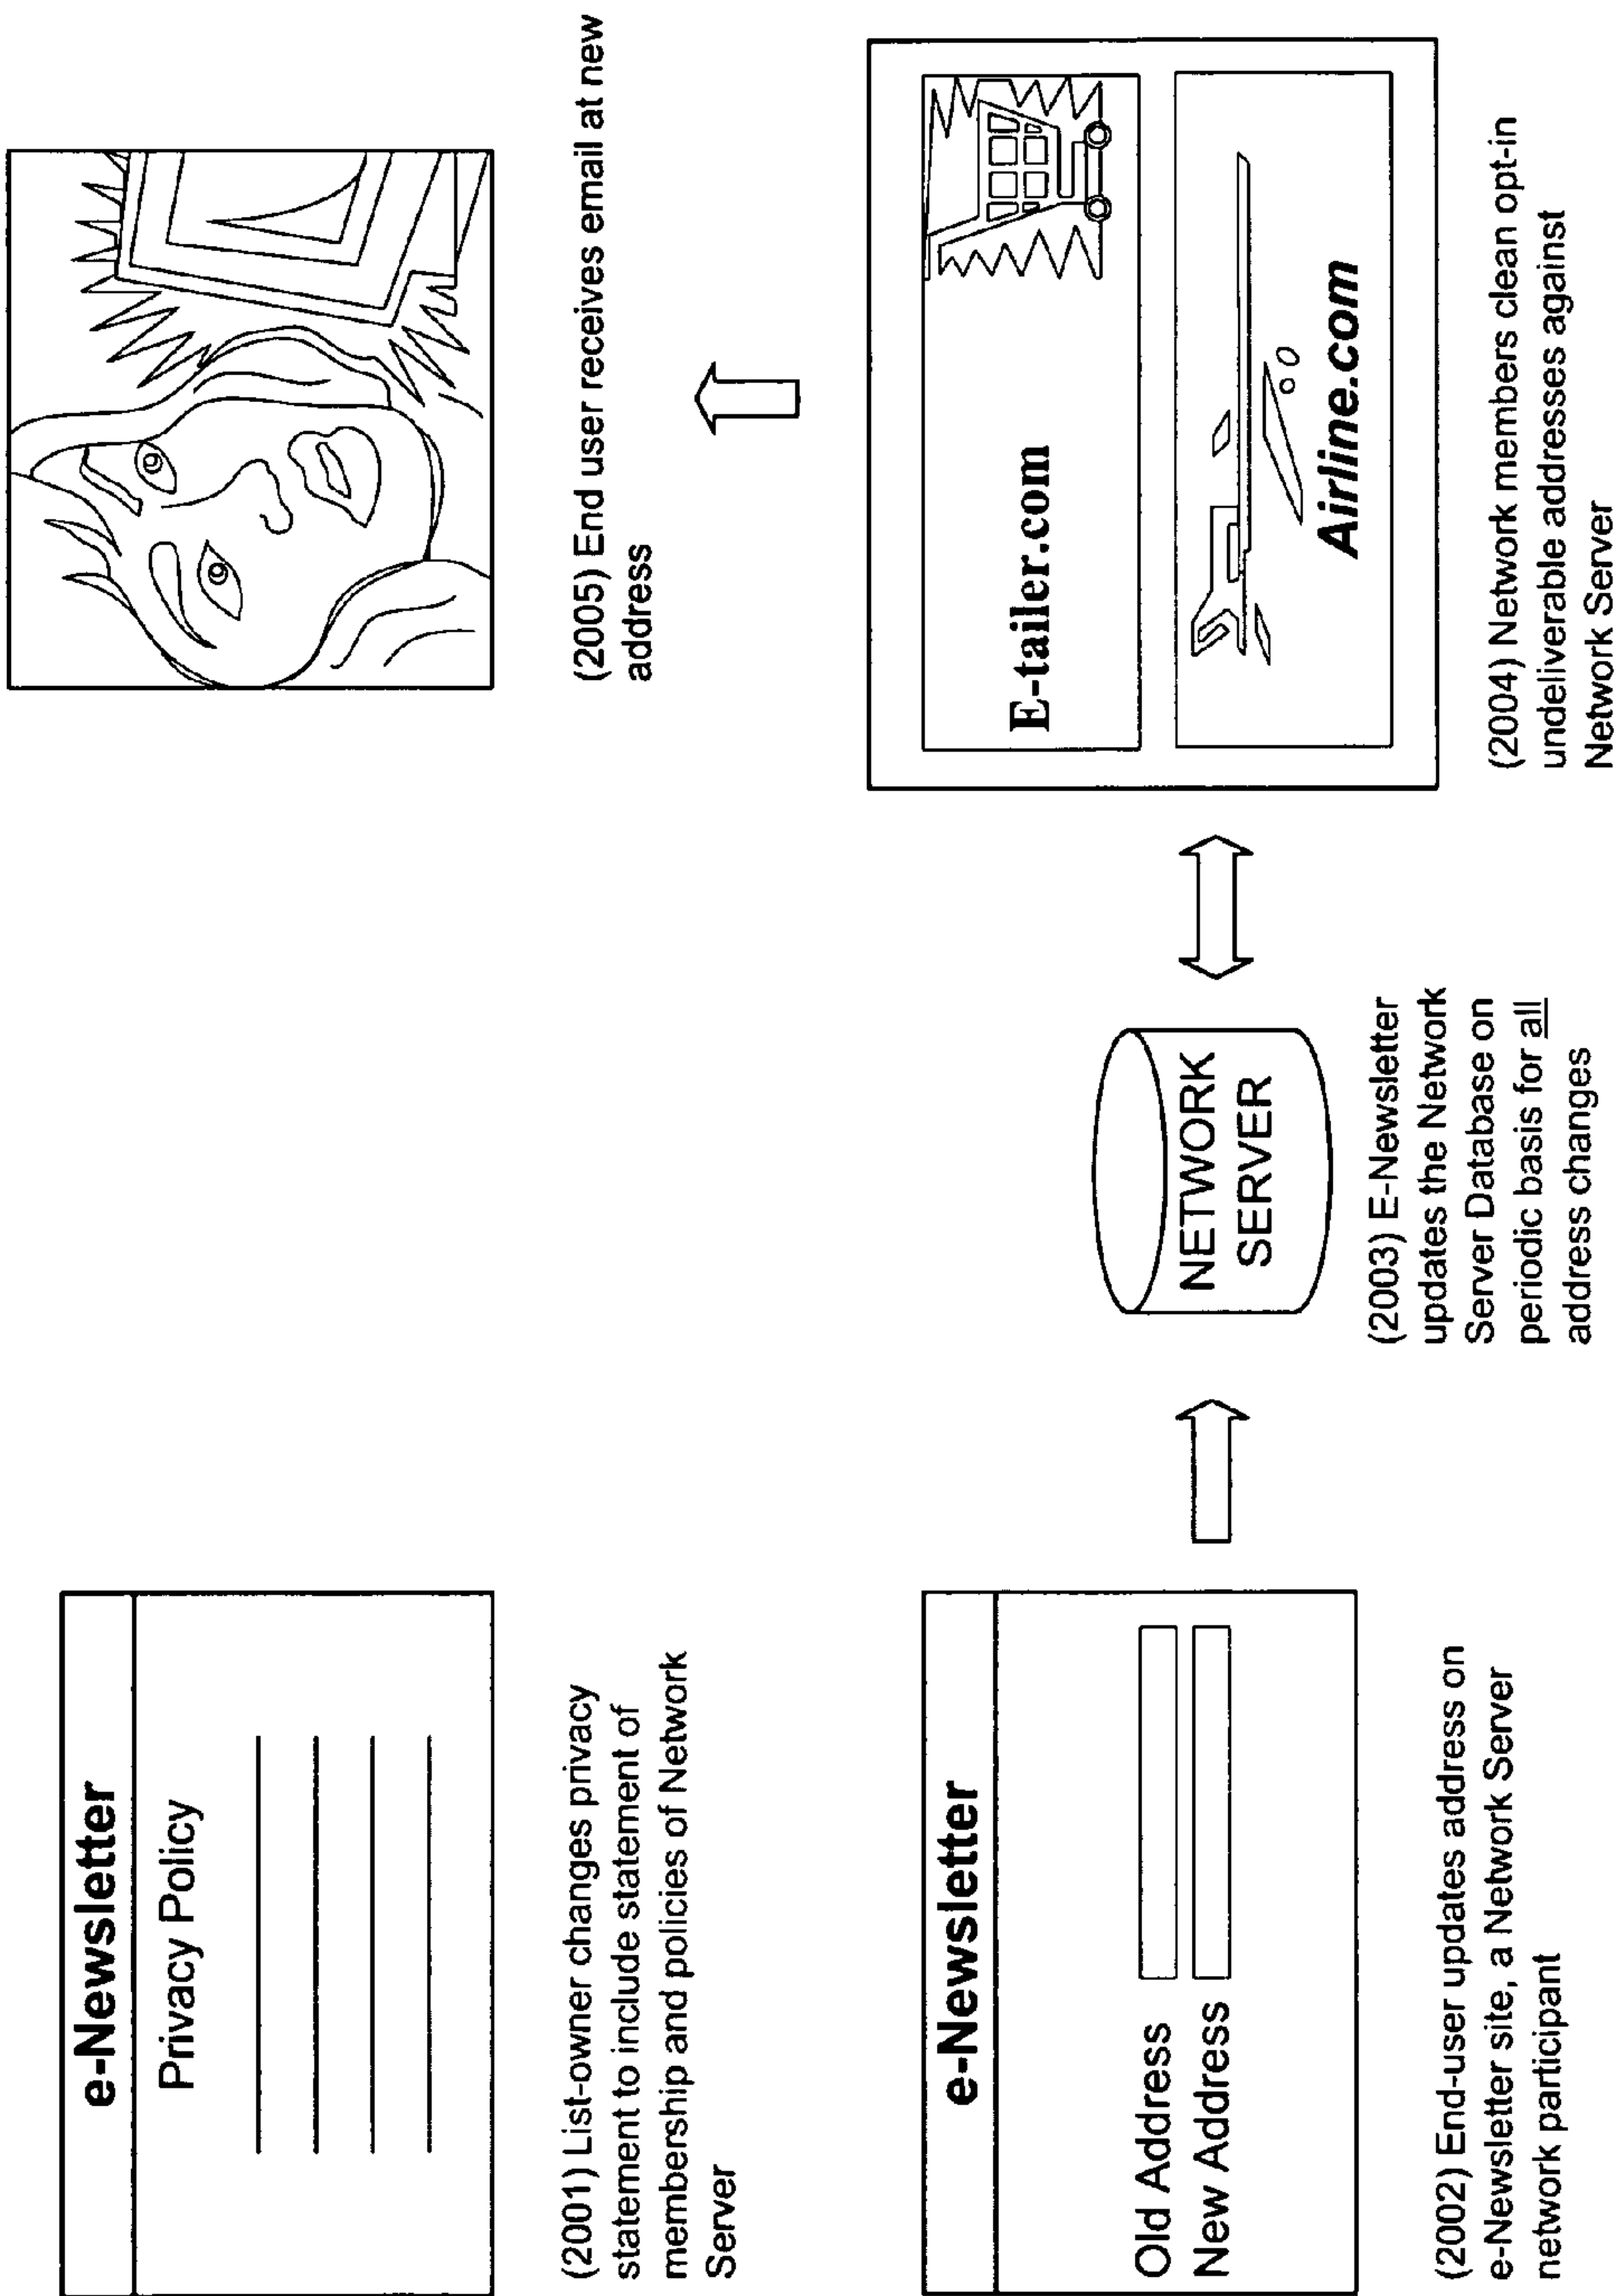 e-Newsletter
Privacy Policy
(2001) List-owner changes privacy
statement to include statement of
membership and policies of Network
Server
(2005) End user receives email at new
address
e-Newsletter
Old Address
New Address
(2002) End-user updates address on
e-Newsletter site, a Network Server
network participant
NETWORK
SERVER
(2003) E-Newsletter
updates the Network
Server Database on
periodic basis for all
address changes
E-tailer.com
Airline.com
(2004) Network members clean opt-in
undeliverable addresses against
Network Server